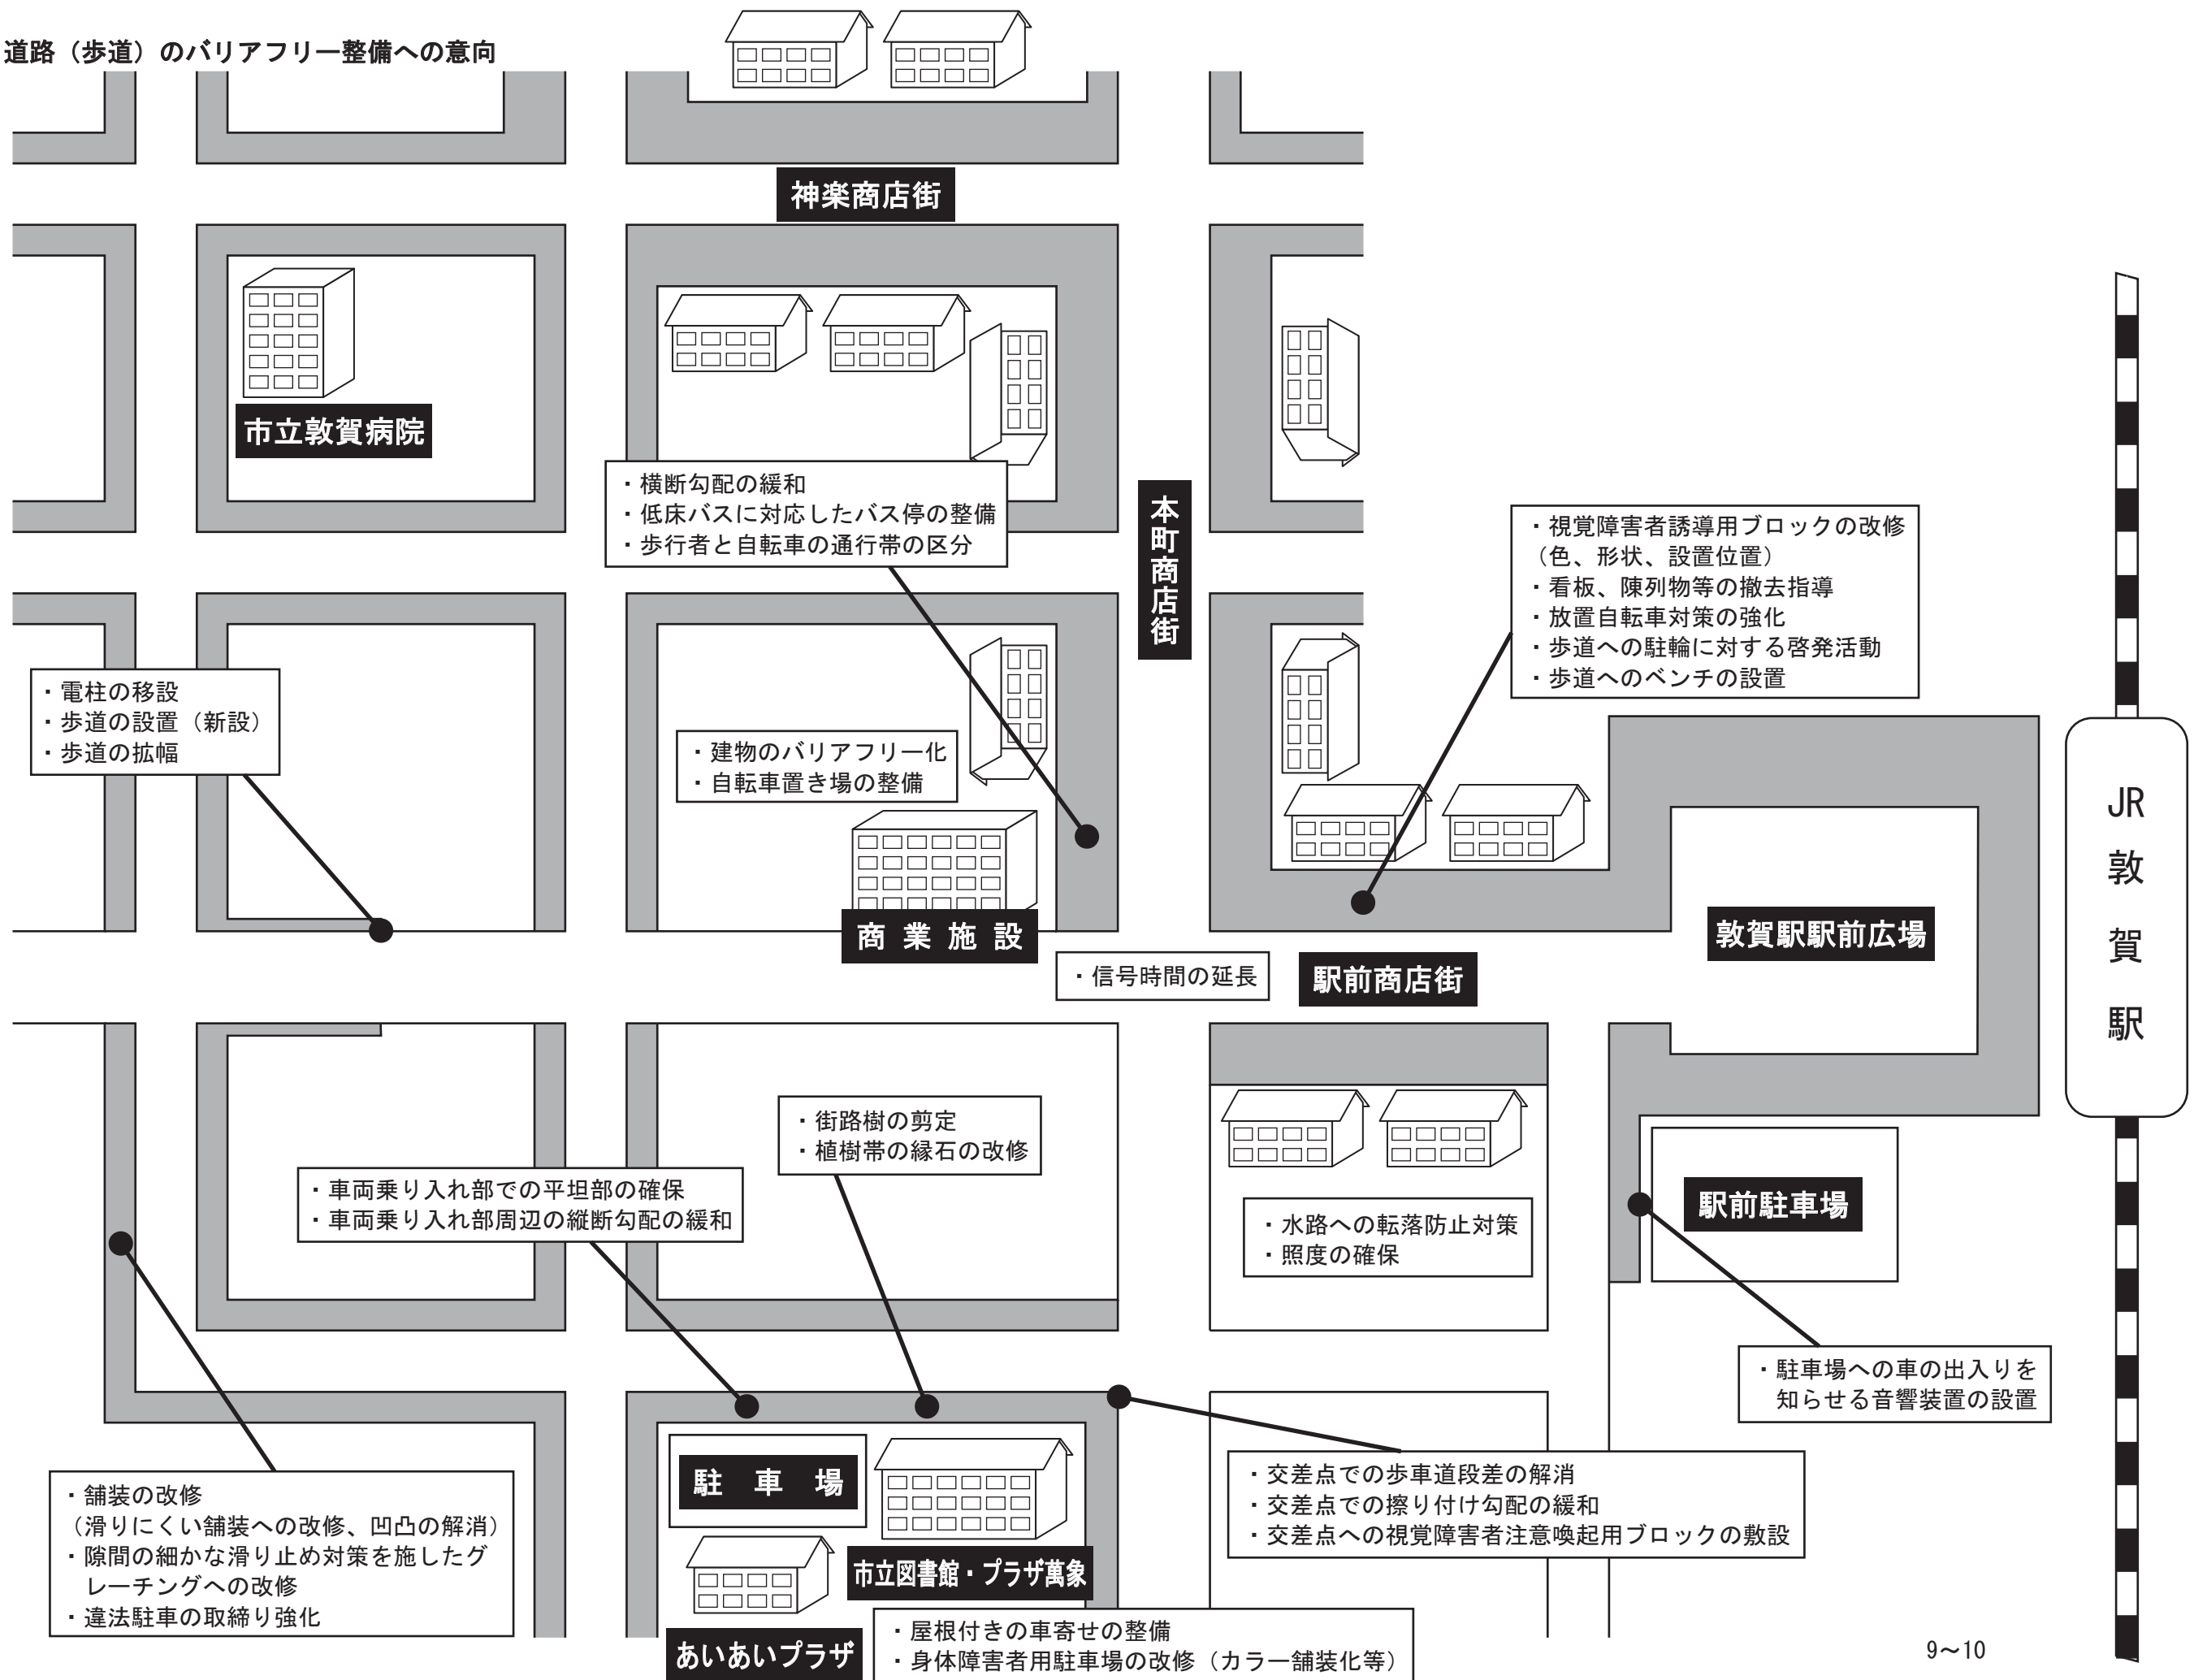 道路（歩道）のバリアフリー整備への意向
神楽商店街
市立敦賀病院
・横断勾配の緩和
・低床バスに対応したバス停の整備
・歩行者と自転車の通行帯の区分
本町商店街
・視覚障害者誘導用ブロックの改修
（色、形状、設置位置）
・看板、陳列物等の撤去指導
・放置自転車対策の強化
・歩道への駐輪に対する啓発活動
・歩道へのベンチの設置
・電柱の移設
・歩道の設置（新設）
・歩道の拡幅
・建物のバリアフリー化
・自転車置き場の整備
JR敦賀駅
商業施設
敦賀駅駅前広場
・信号時間の延長
駅前商店街
・街路樹の剪定
・植樹帯の縁石の改修
・車両乗り入れ部での平坦部の確保
・車両乗り入れ部周辺の縦断勾配の緩和
・水路への転落防止対策
・照度の確保
駅前駐車場
・駐車場への車の出入りを
知らせる音響装置の設置
・舗装の改修
（滑りにくい舗装への改修、凹凸の解消）
・隙間の細かな滑り止め対策を施したグ
レーチングへの改修
・違法駐車の取締り強化
駐車場
・交差点での歩車道段差の解消
・交差点での擦り付け勾配の緩和
・交差点への視覚障害者注意喚起用ブロックの敷設
市立図書館・プラザ萬象
あいあいプラザ
・屋根付きの車寄せの整備
・身体障害者用駐車場の改修（カラー舗装化等）
9～10